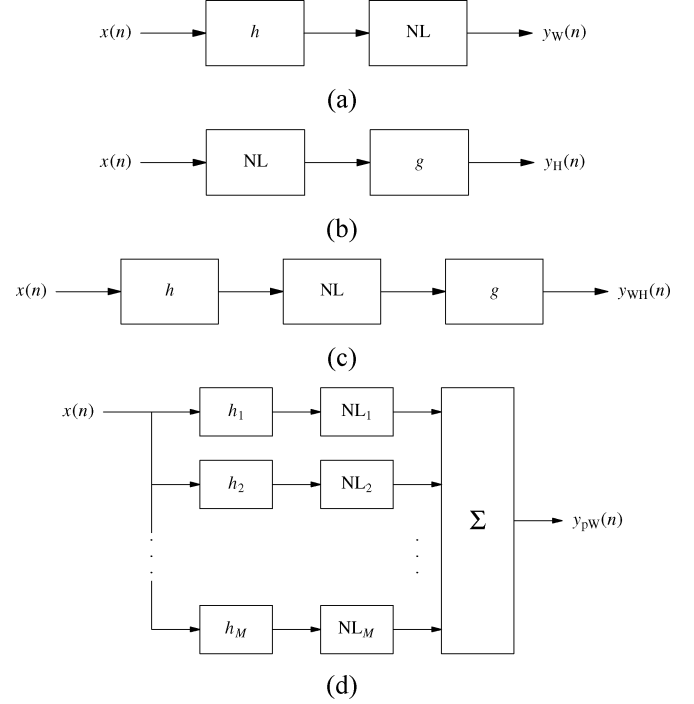 x(n) h NL y_W(n)
(a)
x(n) NL g y_H(n)
(b)
x(n) h NL g y_WH(n)
(c)
x(n) h_1 NL_1
h_2 NL_2
Σ y_pW(n)
h_M NL_M
(d)